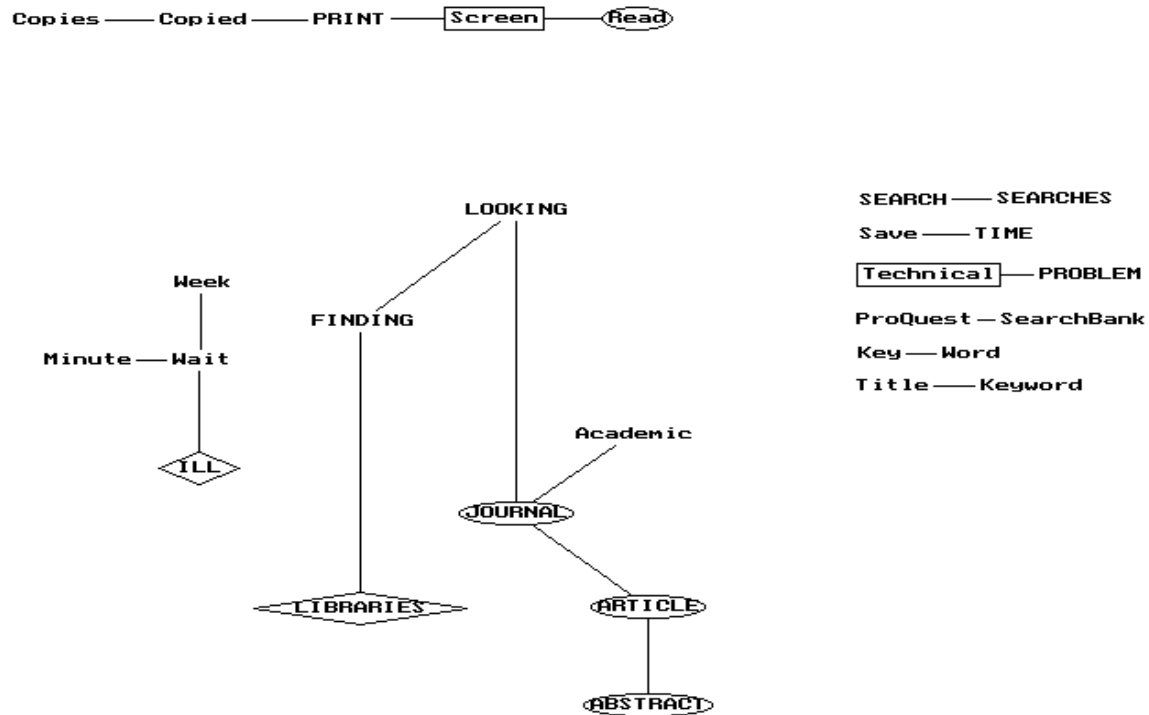 Copies Copied PRINT Screen Read
SEARCH SEARCHES
LOOKING
Save TIME
Technical PROBLEM
Week
FINDING
ProQuest SearchBank
Minute Wait
Key Word
Title Keyword
Academic
ILL
JOURNAL
LIBRARIES
ARTICLE
ABSTRACT